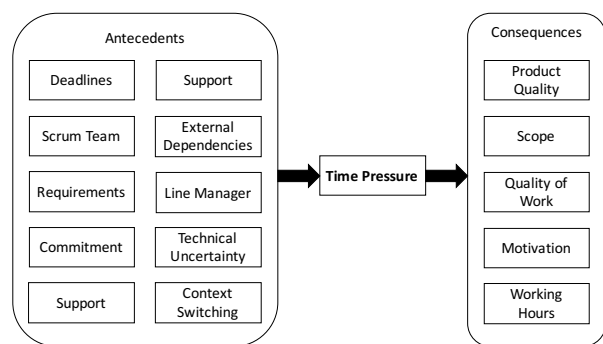 Antecedents
Deadlines
Support
Scrum Team
External
Dependencies
Requirements
Line Manager
Commitment
Technical
Uncertainty
Support
Context
Switching
Time Pressure
Consequences
Product
Quality
Scope
Quality of
Work
Motivation
Working
Hours